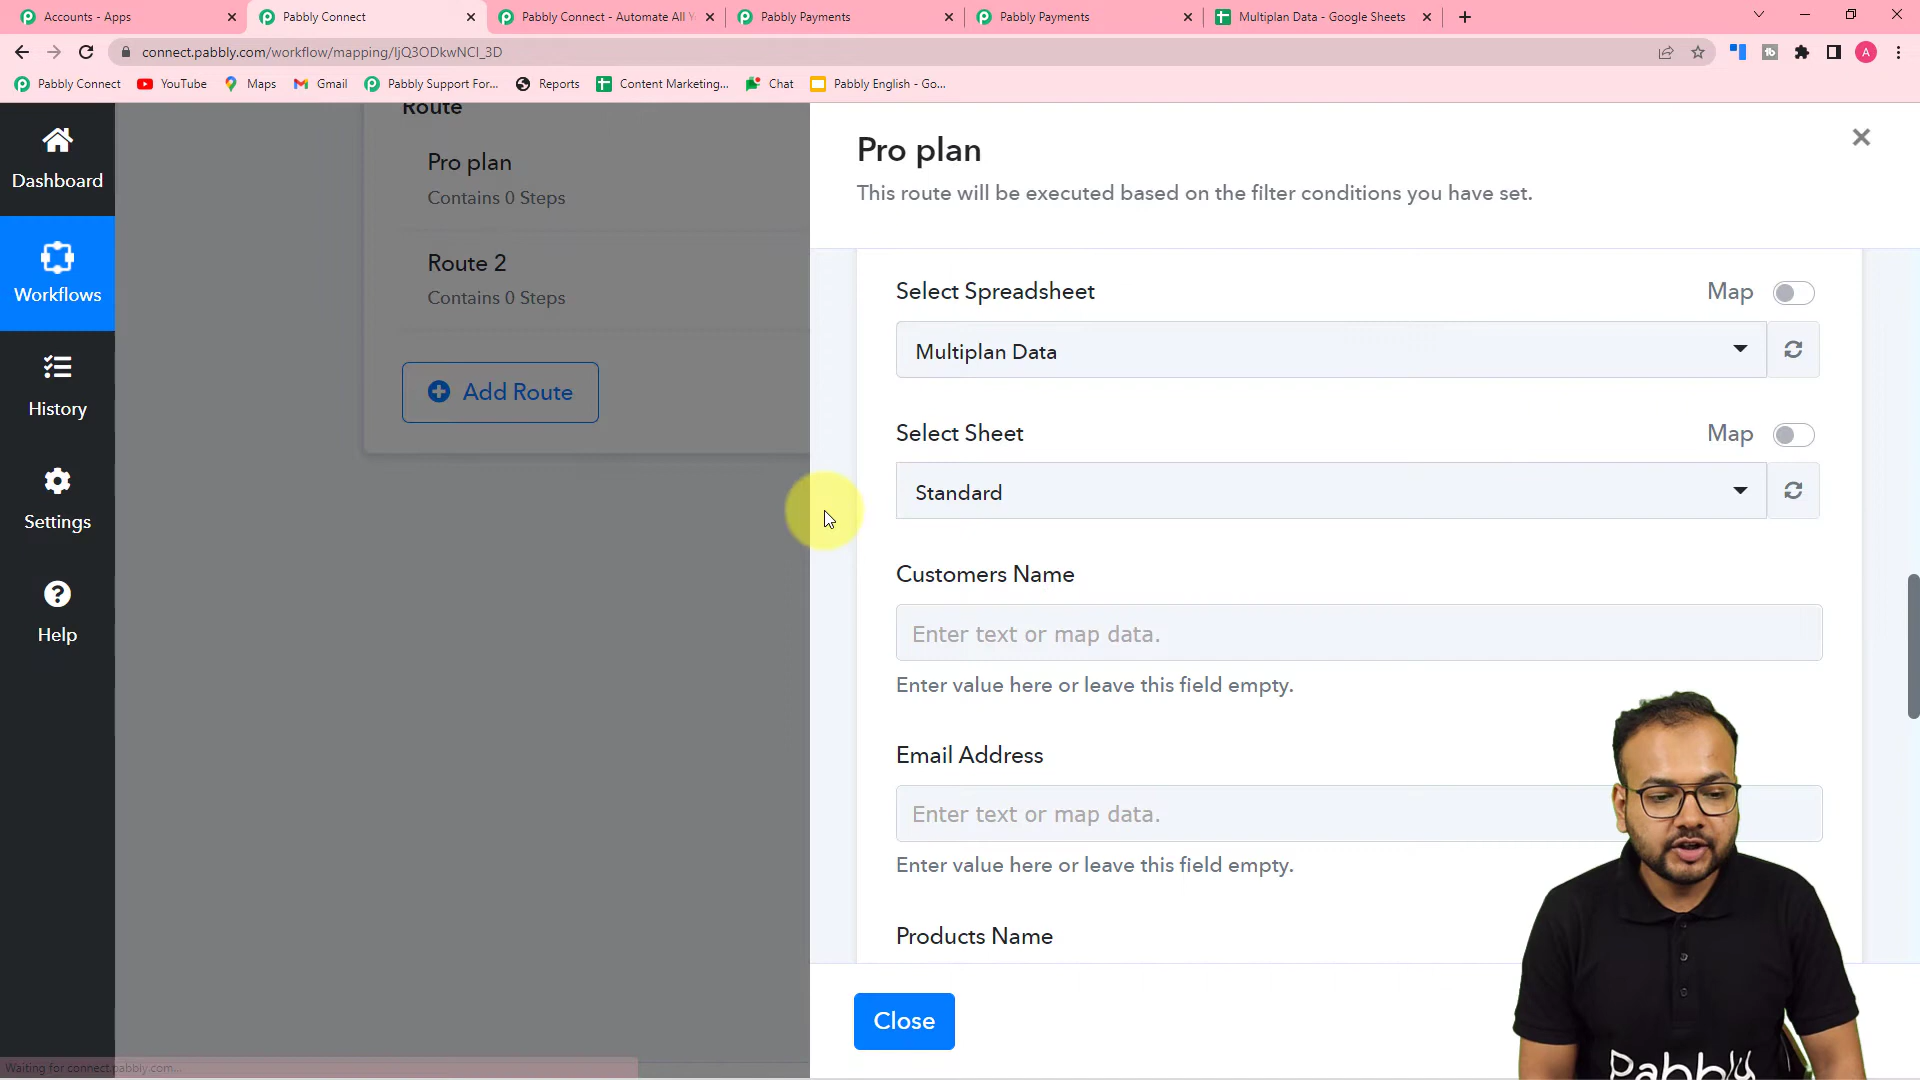 Accounts - Apps
Pabbly Connect
Pabbly Connect - Automate All Y
Pabbly Payments
Pabbly Payments
Multiplan Data - Google Sheets
connect.pabbly.com/workflow/mapping/IjQ3ODkwNCI_3D
A
Pabbly Connect
YouTube
Maps
Gmail
Pabbly Support For...
Reports
Content Marketing...
Chat
Pabbly English - Go...
Dashboard
Workflows
History
Settings
Help
Route
Pro plan
Contains 0 Steps
Route 2
Contains 0 Steps
Add Route
Pro plan
This route will be executed based on the filter conditions you have set.
Select Spreadsheet
Map
Multiplan Data
Select Sheet
Map
Standard
Customers Name
Enter text or map data.
Enter value here or leave this field empty.
Email Address
Enter text or map data.
Enter value here or leave this field empty.
Products Name
Close
Waiting for connect.pabbly.com...
Pabbly